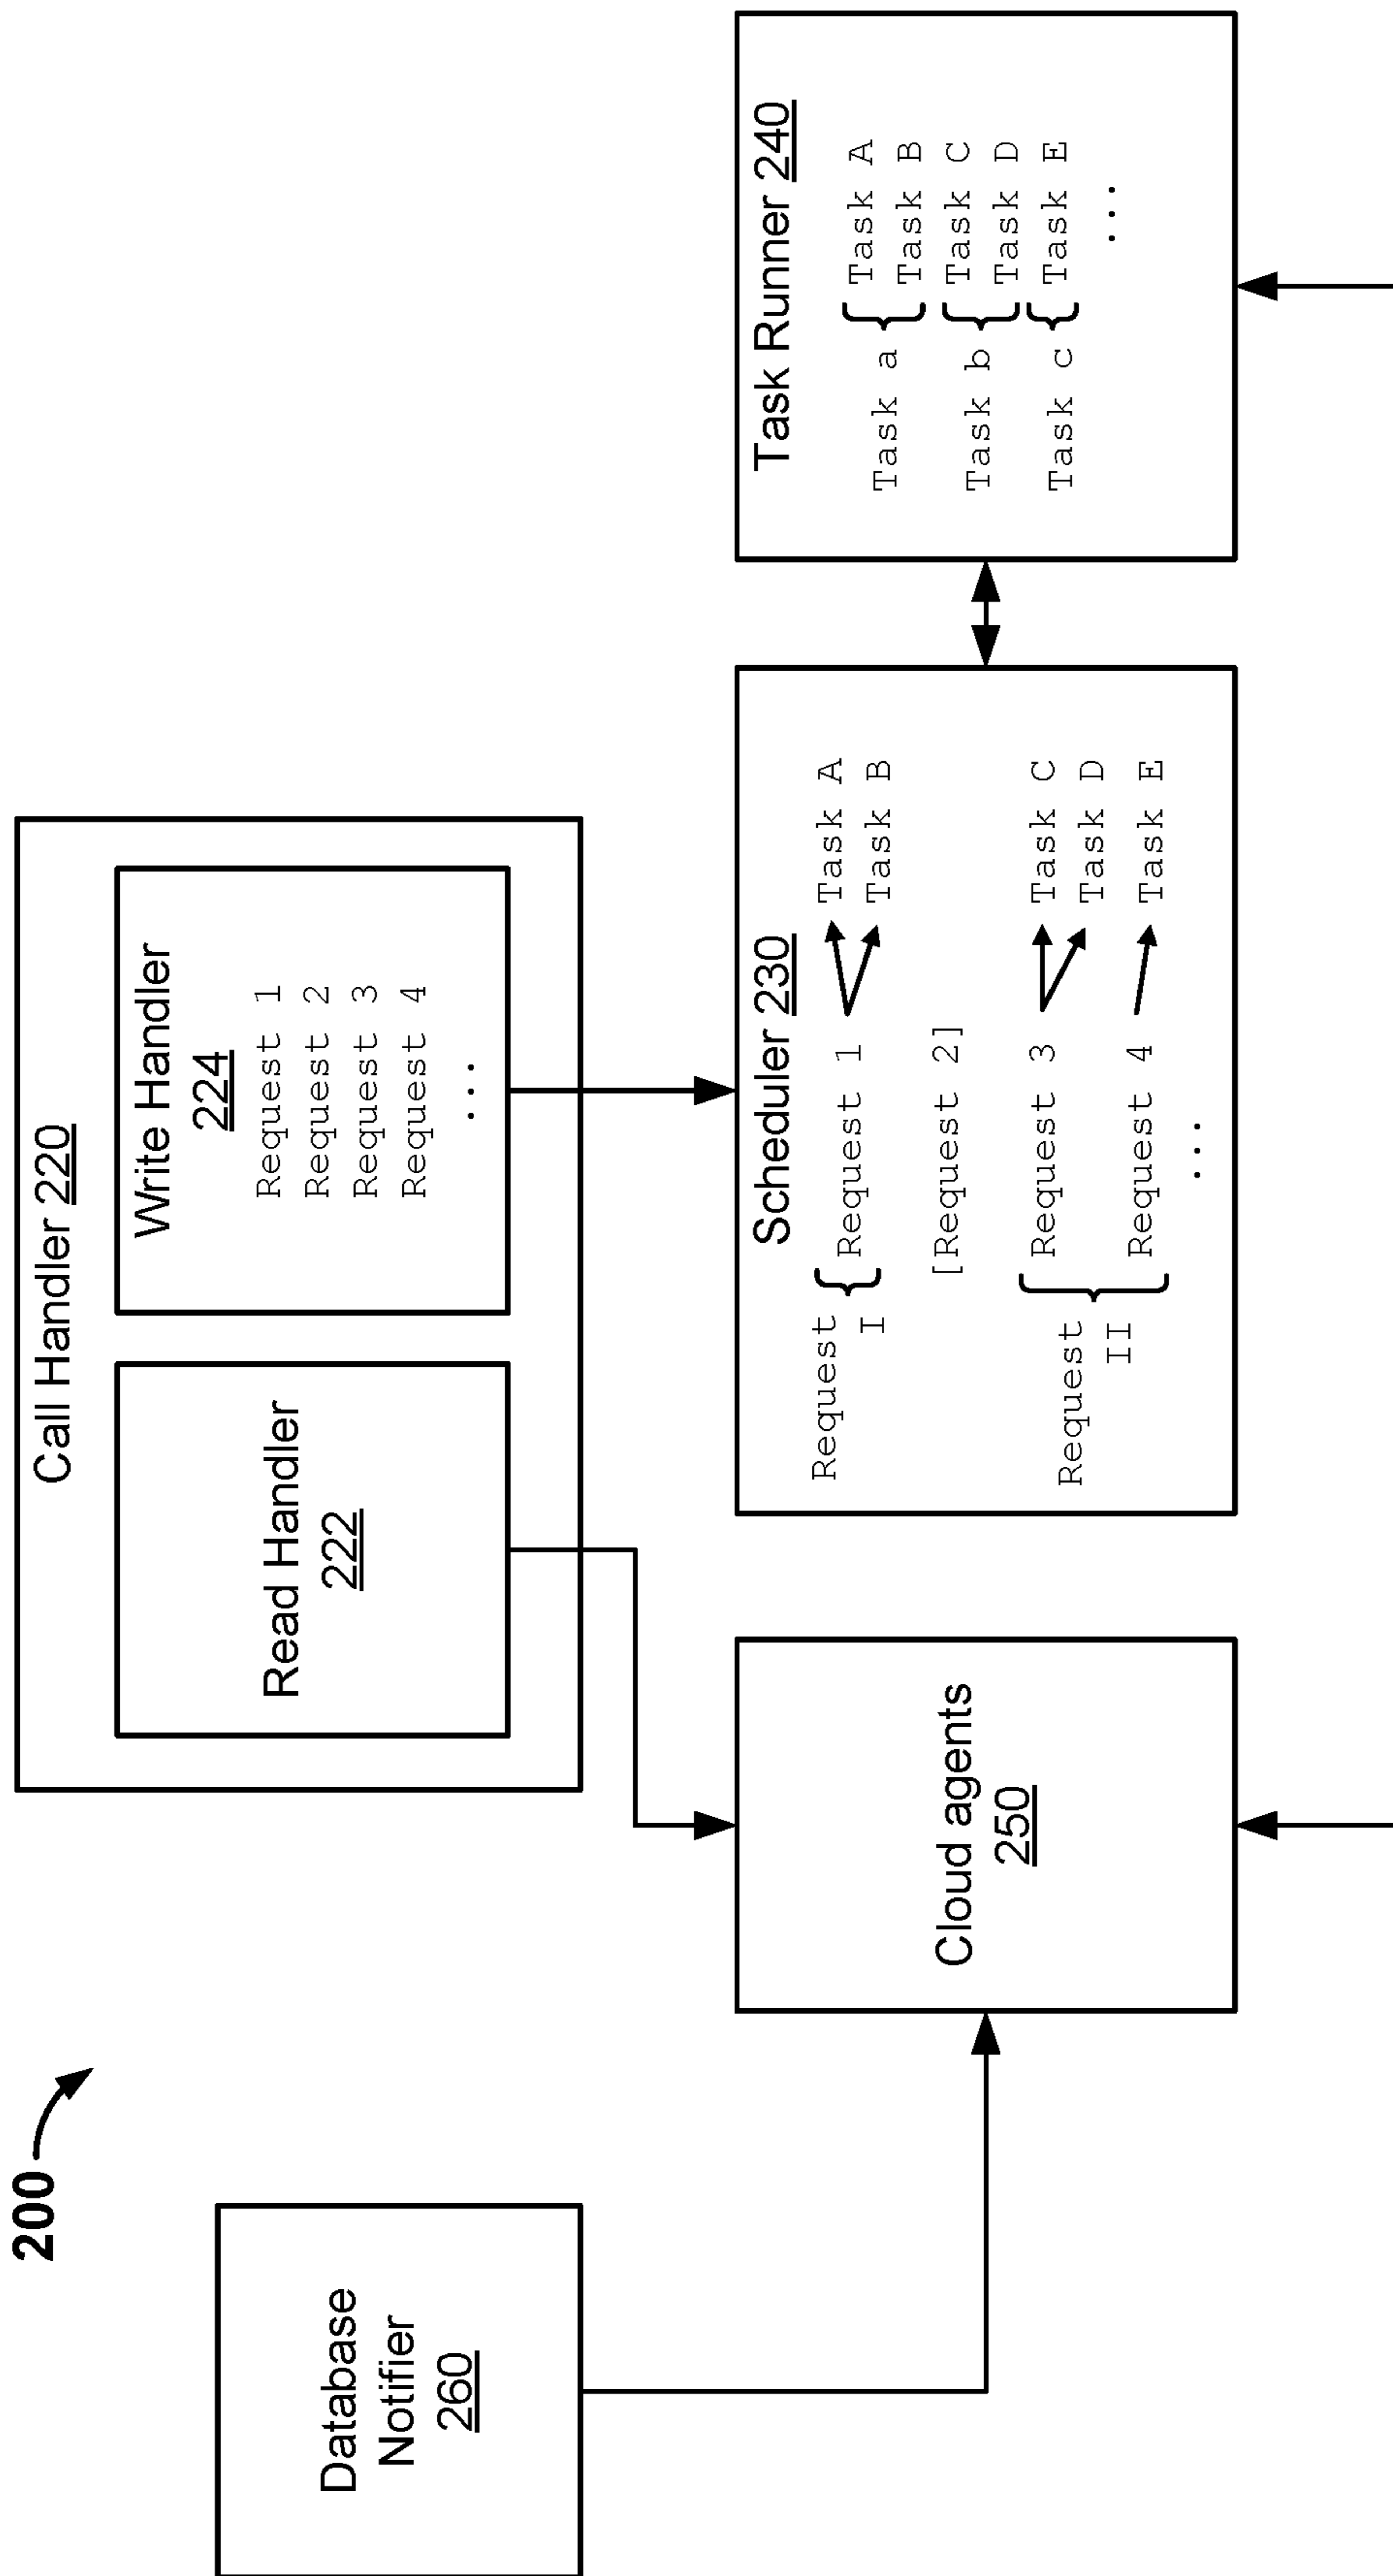 200
Call Handler 220
Read Handler
222
Write Handler
224
Request 1
Request 2
Request 3
Request 4
...
Database
Notifier
260
Cloud agents
250
Scheduler 230
Request
I
Request 1
Task A
Task B
[Request 2]
Request
II
Request 3
Task C
Task D
Request 4
Task E
...
Task Runner 240
Task a
Task A
Task B
Task b
Task C
Task D
Task c
Task E
...